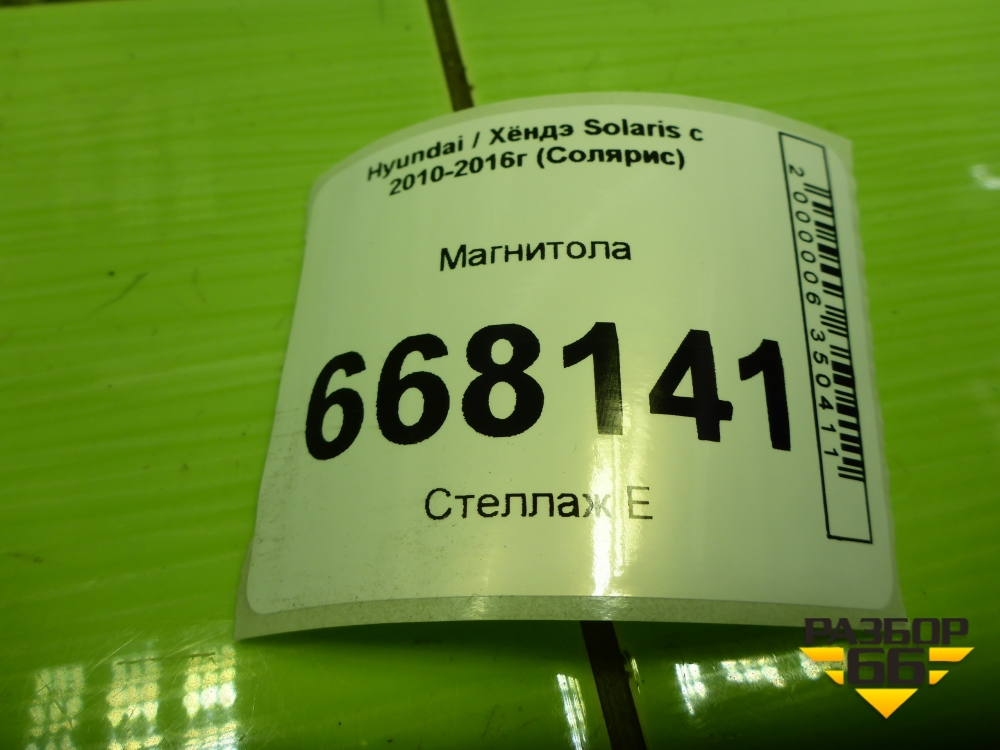 Hyundai / Хёндэ Solaris с
2010-2016г (Солярис)
Магнитола
668141
Стеллаж Е
2000006350411
РАЗБОР
66